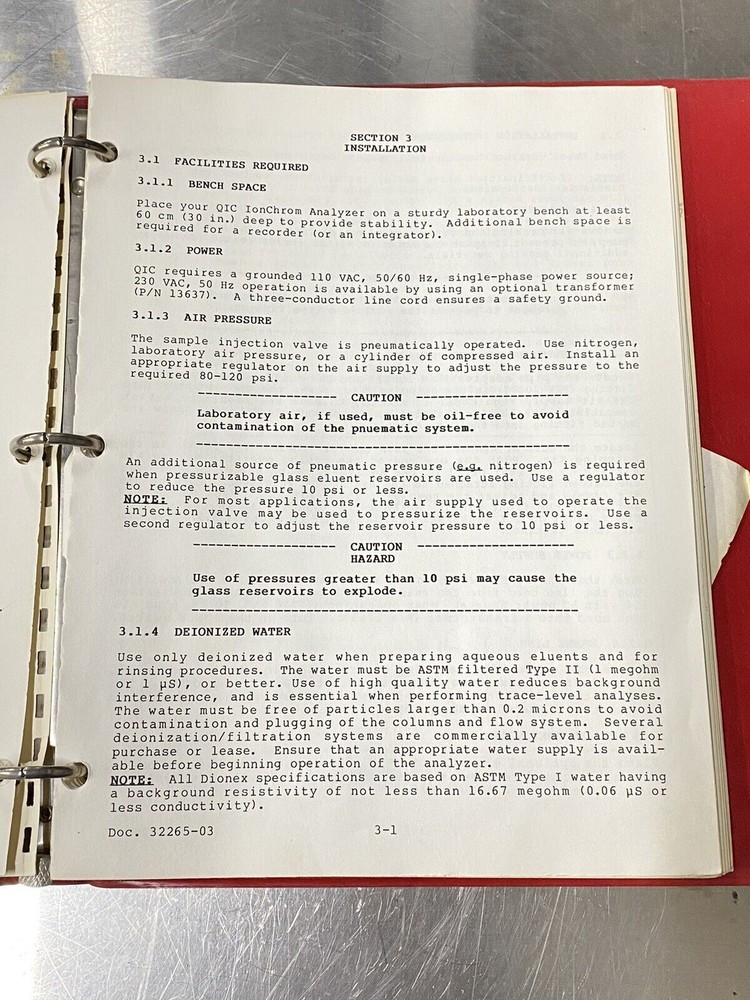 SECTION 3
INSTALLATION
3.1 FACILITIES REQUIRED
3.1.1 BENCH SPACE
Place your QIC IonChrom Analyzer on a sturdy laboratory bench at least
60 cm (30 in.) deep to provide stability. Additional bench space is
required for a recorder (or an integrator).
3.1.2 POWER
QIC requires a grounded 110 VAC, 50/60 Hz, single-phase power source;
230 VAC, 50 Hz operation is available by using an optional transformer
(P/N 13637). A three-conductor line cord ensures a safety ground.
3.1.3 AIR PRESSURE
The sample injection valve is pneumatically operated. Use nitrogen,
laboratory air pressure, or a cylinder of compressed air. Install an
appropriate regulator on the air supply to adjust the pressure to the
required 80-120 psi.
------------------- CAUTION --------------------
Laboratory air, if used, must be oil-free to avoid
contamination of the pnuematic system.
--------------------------------------------------
An additional source of pneumatic pressure (e.g. nitrogen) is required
when pressurizable glass eluent reservoirs are used. Use a regulator
to reduce the pressure 10 psi or less.
NOTE: For most applications, the air supply used to operate the
injection valve may be used to pressurize the reservoirs. Use a
second regulator to adjust the reservoir pressure to 10 psi or less.
------------------- CAUTION --------------------
HAZARD
Use of pressures greater than 10 psi may cause the
glass reservoirs to explode.
--------------------------------------------------
3.1.4 DEIONIZED WATER
Use only deionized water when preparing aqueous eluents and for
rinsing procedures. The water must be ASTM filtered Type II (1 megohm
or 1 µS), or better. Use of high quality water reduces background
interference, and is essential when performing trace-level analyses.
The water must be free of particles larger than 0.2 microns to avoid
contamination and plugging of the columns and flow system. Several
deionization/filtration systems are commercially available for
purchase or lease. Ensure that an appropriate water supply is avail-
able before beginning operation of the analyzer.
NOTE: All Dionex specifications are based on ASTM Type I water having
a background resistivity of not less than 16.67 megohm (0.06 µS or
less conductivity).
Doc. 32265-03 3-1